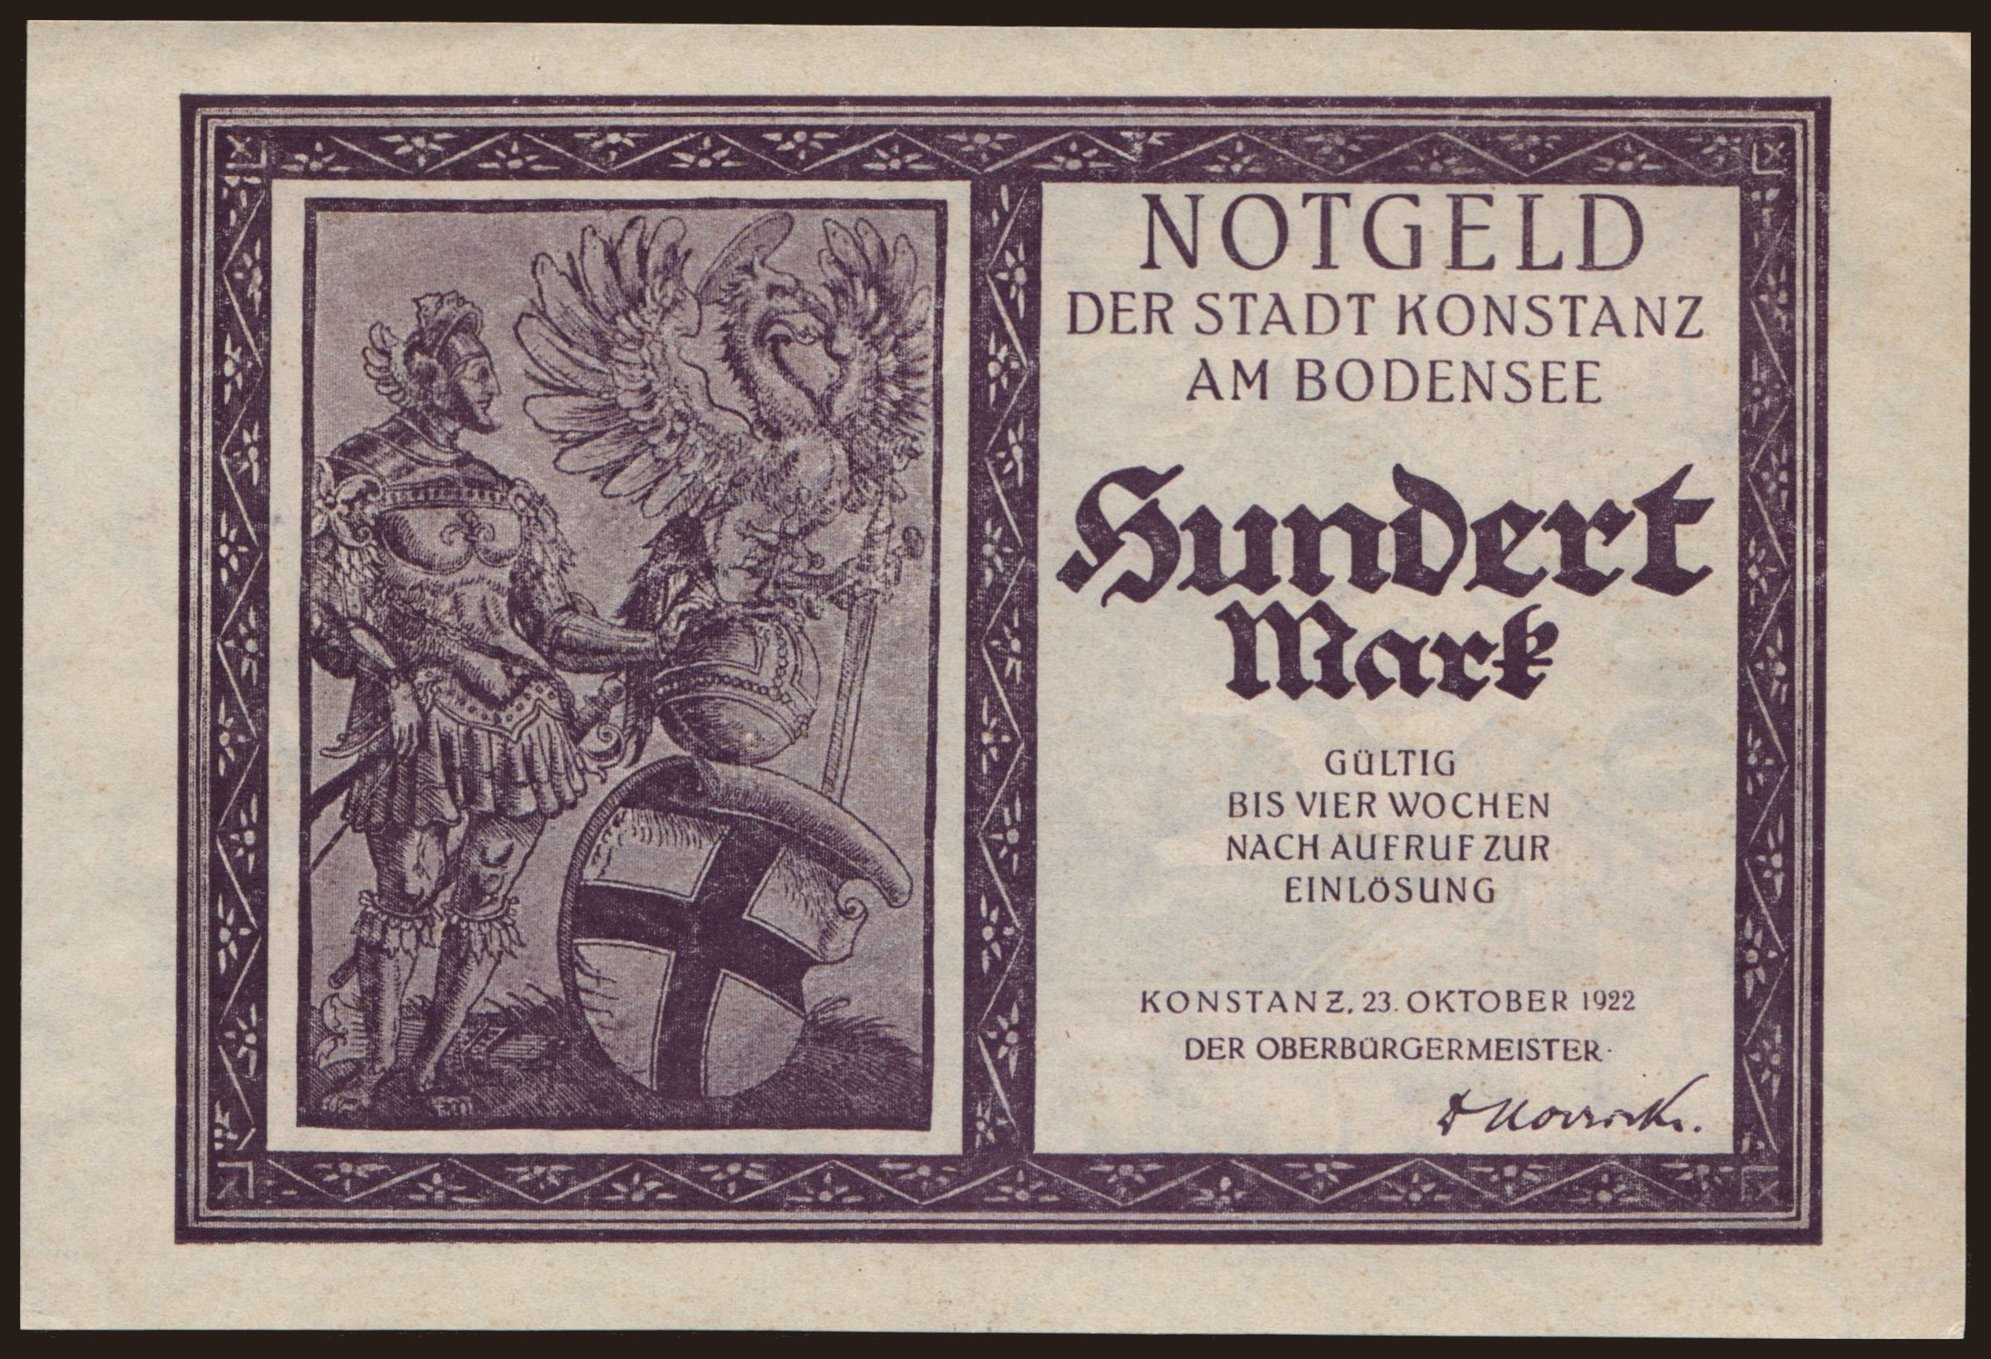 NOTGELD
DER STADT KONSTANZ
AM BODENSEE
Hundert
Mark
GÜLTIG
BIS VIER WOCHEN
NACH AUFRUF ZUR
EINLÖSUNG
KONSTANZ, 23. OKTOBER 1922
DER OBERBÜRGERMEISTER